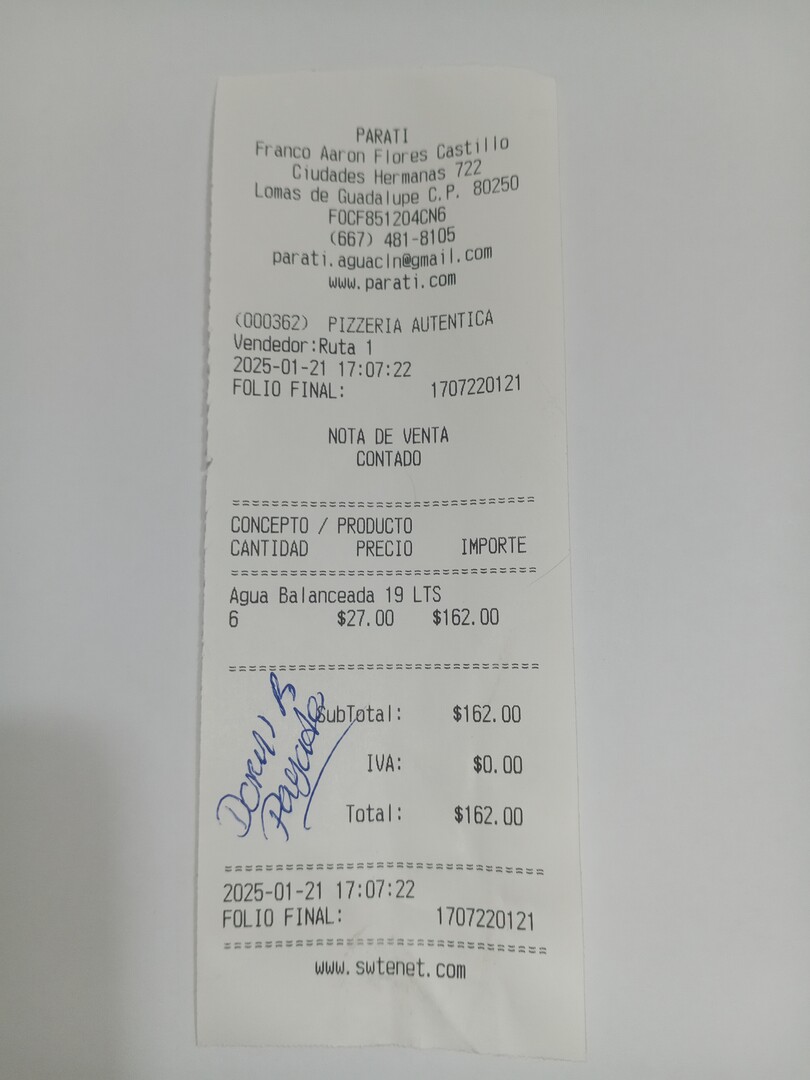 PARATI
Franco Aaron Flores Castillo
Ciudades Hermanas 722
Lomas de Guadalupe C.P. 80250
FOCF851204CN6
(667) 481-8105
parati.aguacln@gmail.com
www.parati.com
(000362) PIZZERIA AUTENTICA
Vendedor:Ruta 1
2025-01-21 17:07:22
FOLIO FINAL: 1707220121
NOTA DE VENTA
CONTADO
================================
CONCEPTO / PRODUCTO
CANTIDAD PRECIO IMPORTE
================================
Agua Balanceada 19 LTS
6 $27.00 $162.00
================================
SubTotal: $162.00
IVA: $0.00
Total: $162.00
Pagado
================================
2025-01-21 17:07:22
FOLIO FINAL: 1707220121
================================
www.swtenet.com